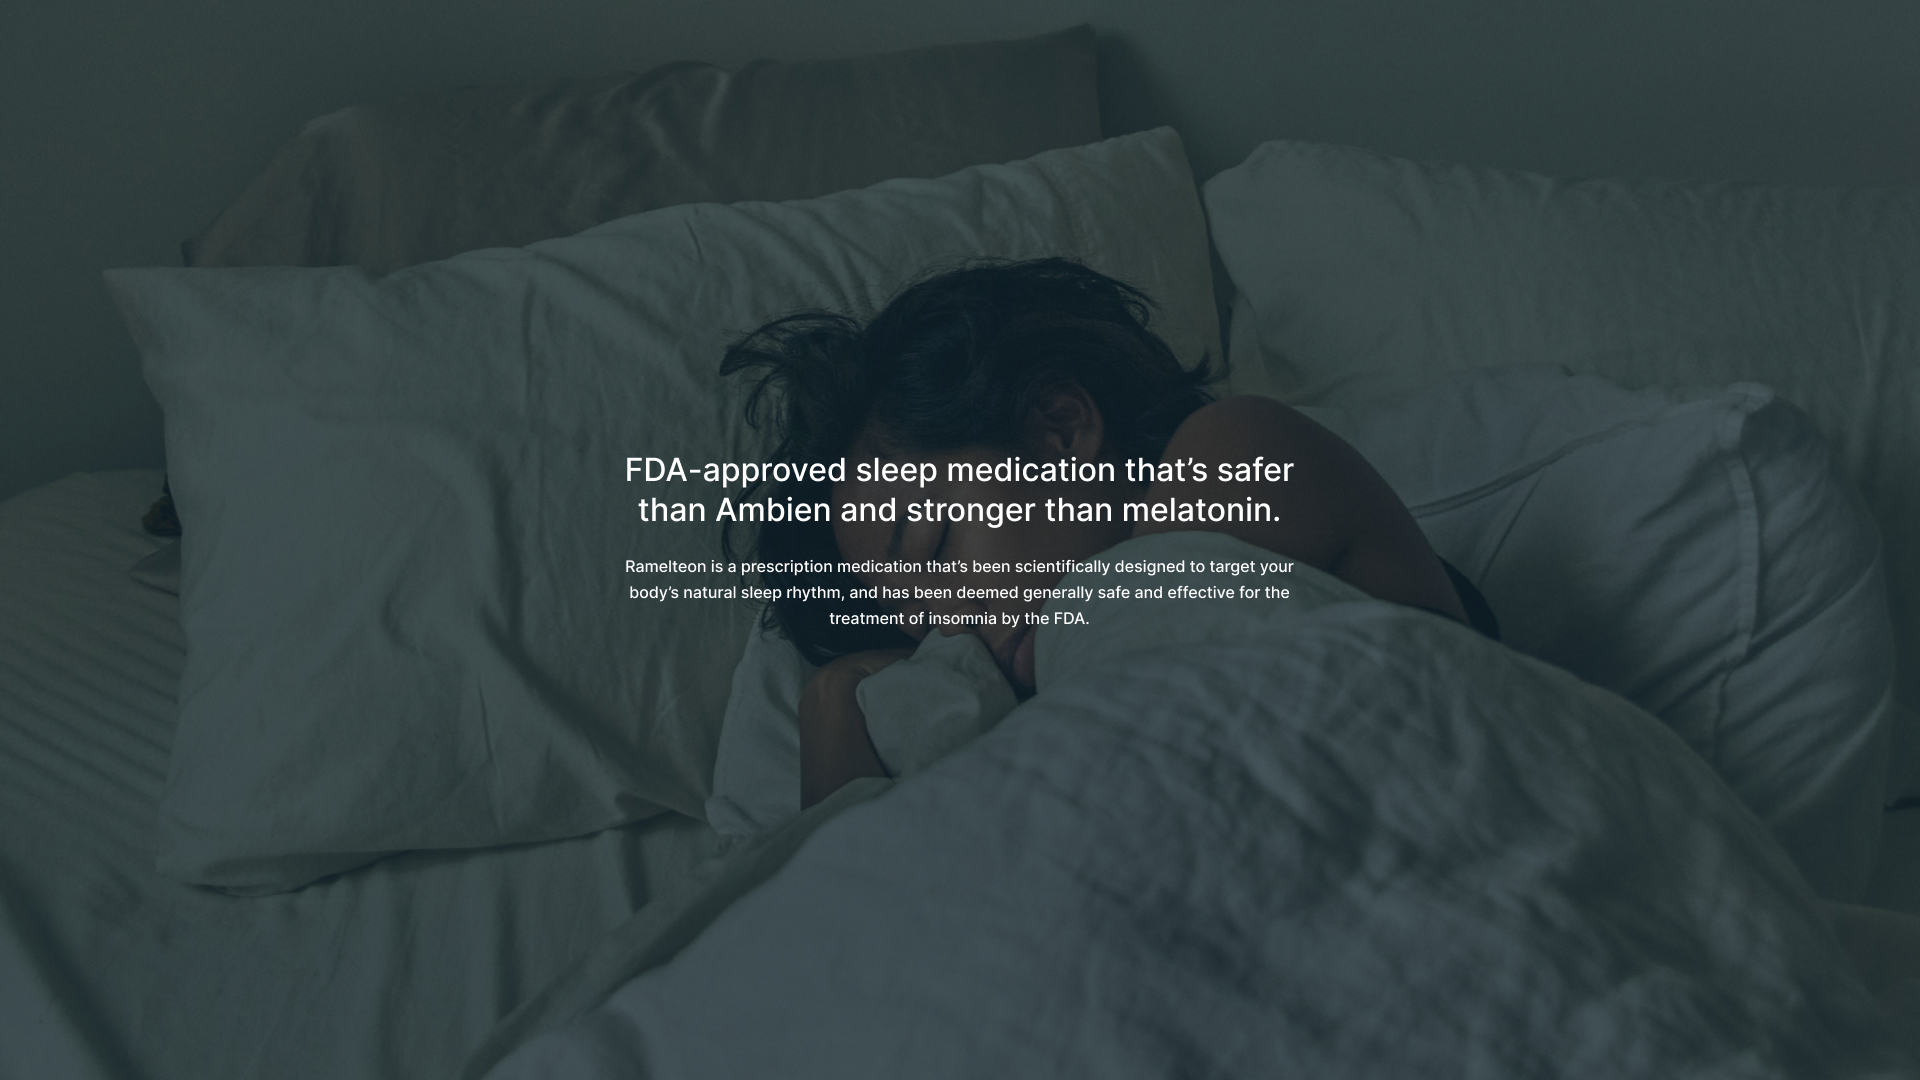 FDA-approved sleep medication that’s safer
than Ambien and stronger than melatonin.
Ramelteon is a prescription medication that’s been scientifically designed to target your
body’s natural sleep rhythm, and has been deemed generally safe and effective for the
treatment of insomnia by the FDA.